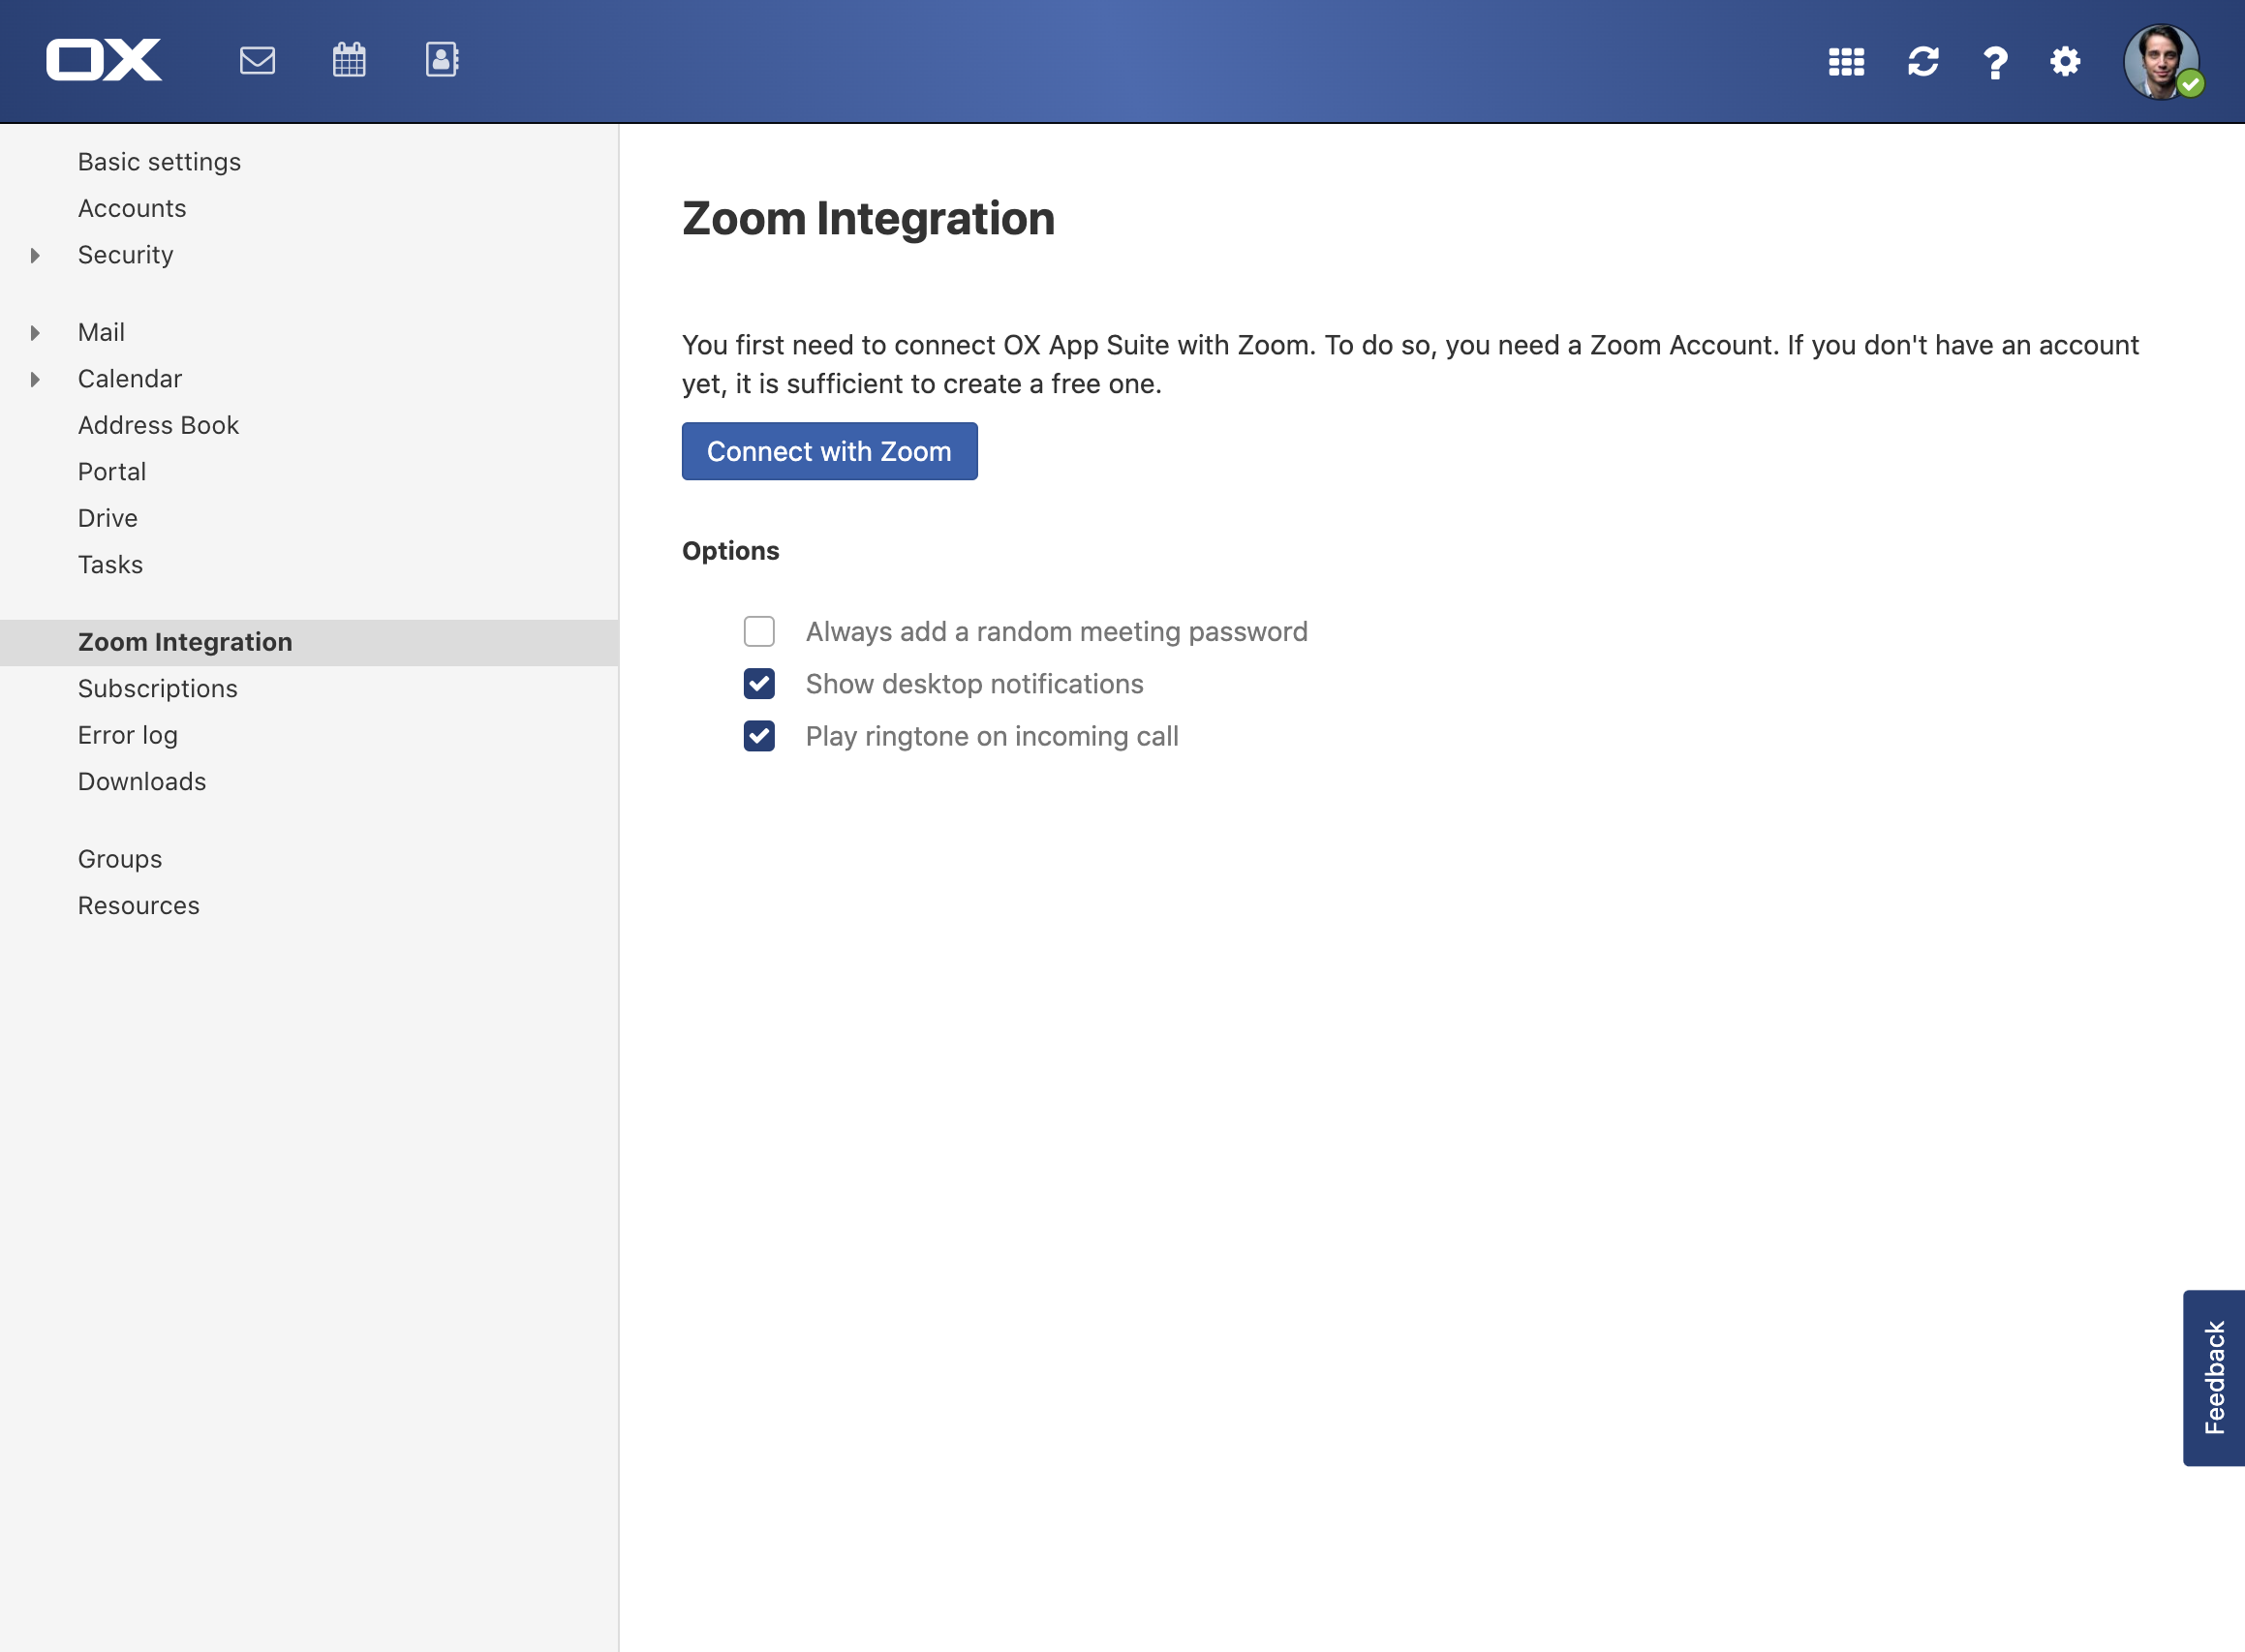 OX
Basic settings
Accounts
Security
Mail
Calendar
Address Book
Portal
Drive
Tasks
Zoom Integration
Subscriptions
Error log
Downloads
Groups
Resources
Zoom Integration
You first need to connect OX App Suite with Zoom. To do so, you need a Zoom Account. If you don't have an account
yet, it is sufficient to create a free one.
Connect with Zoom
Options
Always add a random meeting password
Show desktop notifications
Play ringtone on incoming call
Feedback